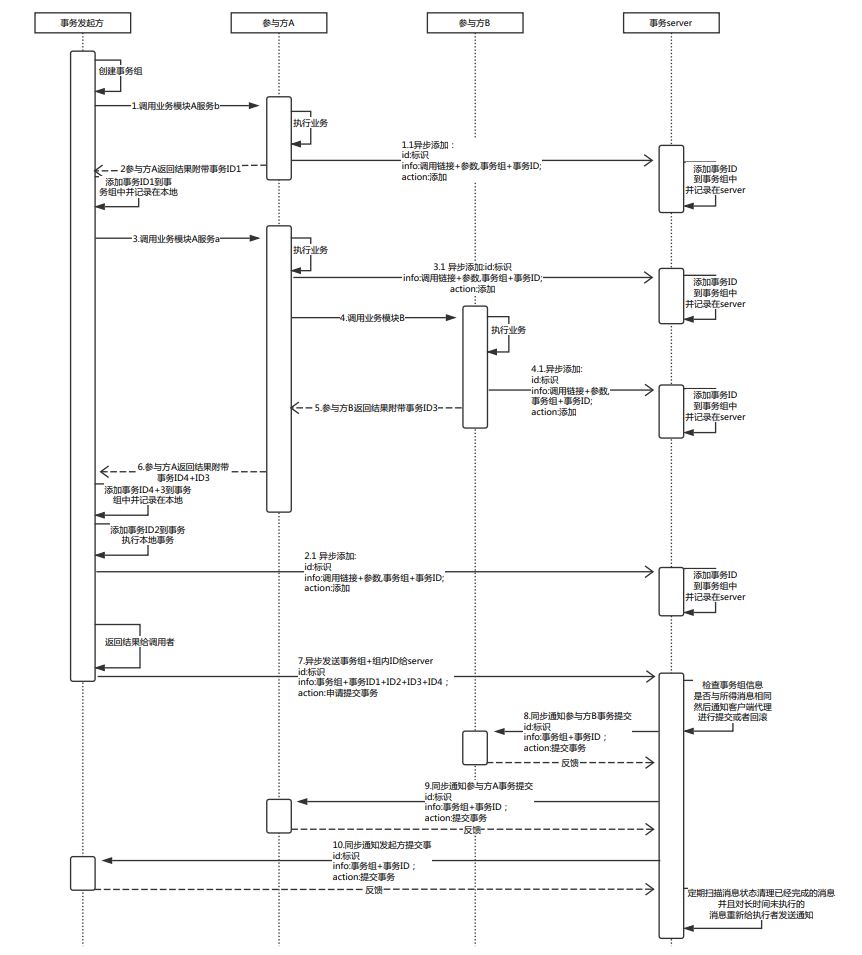 事务发起方
参与方A
参与方B
事务server
创建事务组
1.调用业务模块A服务b
执行业务
1.1异步添加：
id:标识
info:调用链接+参数,事务组+事务ID;
action:添加
添加事务ID
到事务组中
并记录在server
2参与方A返回结果附带事务ID1
添加事务ID1到事
务组中并记录在本地
3.调用业务模块A服务a
执行业务
3.1 异步添加:id:标识
info:调用链接+参数,事务组+事务ID;
action:添加
添加事务ID
到事务组中
并记录在server
4.调用业务模块B
执行业务
4.1.异步添加:
id:标识
info:调用链接+参数,
事务组+事务ID;
action:添加
添加事务ID
到事务组中
并记录在server
5.参与方B返回结果附带事务ID3
6.参与方A返回结果附带
事务ID4+ID3
添加事务ID4+3到事务
组中并记录在本地
添加事务ID2到事务
执行本地事务
2.1 异步添加:
id:标识
info:调用链接+参数,事务组+事务ID;
action:添加
添加事务ID
到事务组中
并记录在server
返回结果给调用者
7.异步发送事务组+组内ID给server
id:标识
info:事务组+事务ID1+ID2+ID3+ID4；
action:申请提交事务
检查事务组信息
是否与所得消息相同
然后通知客户端代理
进行提交或者回滚
8.同步通知参与方B事务提交
id:标识
info:事务组+事务ID；
action:提交事务
反馈
9.同步通知参与方A事务提交
id:标识
info:事务组+事务ID；
action:提交事务
反馈
10.同步通知发起方提交事
id:标识
info:事务组+事务ID；
action:提交事务
反馈
定期扫描消息状态清理已经完成的消息
并且对长时间未执行的
消息重新给执行者发送通知